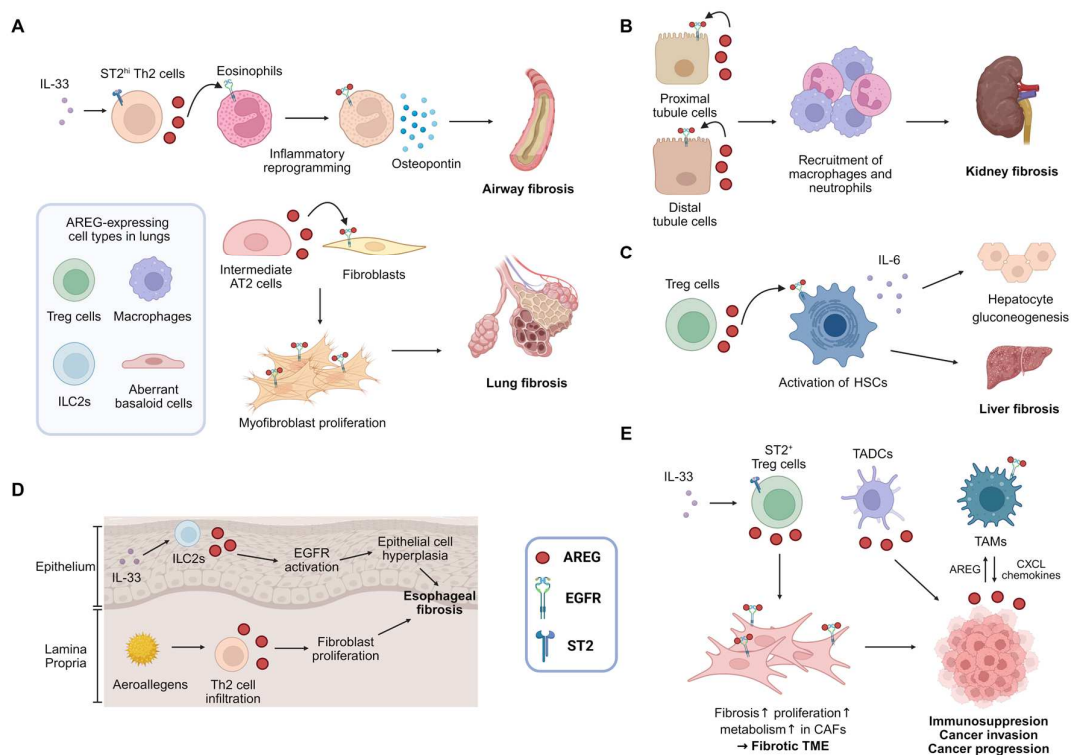 A
IL-33
ST2hi Th2 cells
Eosinophils
Inflammatory
reprogramming
Osteopontin
Airway fibrosis
AREG-expressing
cell types in lungs
Treg cells
Macrophages
ILC2s
Aberrant
basaloid cells
Intermediate
AT2 cells
Fibroblasts
Myofibroblast proliferation
Lung fibrosis
B
Proximal
tubule cells
Distal
tubule cells
Recruitment of
macrophages and
neutrophils
Kidney fibrosis
C
Treg cells
IL-6
Activation of HSCs
Hepatocyte
gluconeogenesis
Liver fibrosis
D
Epithelium
IL-33
ILC2s
EGFR
activation
Epithelial cell
hyperplasia
Esophageal
fibrosis
Lamina
Propria
Aeroallegens
Th2 cell
infiltration
Fibroblast
proliferation
AREG
EGFR
ST2
E
IL-33
ST2+
Treg cells
TADCs
TAMs
AREG
CXCL
chemokines
Fibrosis↑ proliferation↑
metabolism↑ in CAFs
→ Fibrotic TME
Immunosuppresion
Cancer invasion
Cancer progression